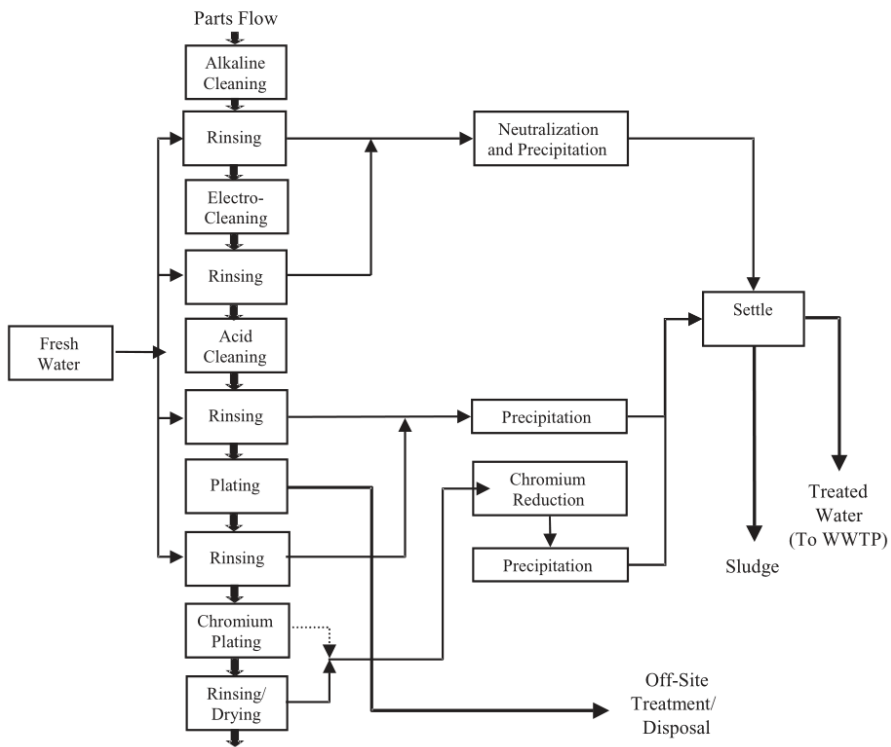 Parts Flow
Alkaline
Cleaning
Rinsing
Neutralization
and Precipitation
Electro-
Cleaning
Rinsing
Settle
Fresh
Water
Acid
Cleaning
Rinsing
Precipitation
Plating
Chromium
Reduction
Treated
Water
(To WWTP)
Rinsing
Precipitation
Sludge
Chromium
Plating
Rinsing/
Drying
Off-Site
Treatment/
Disposal